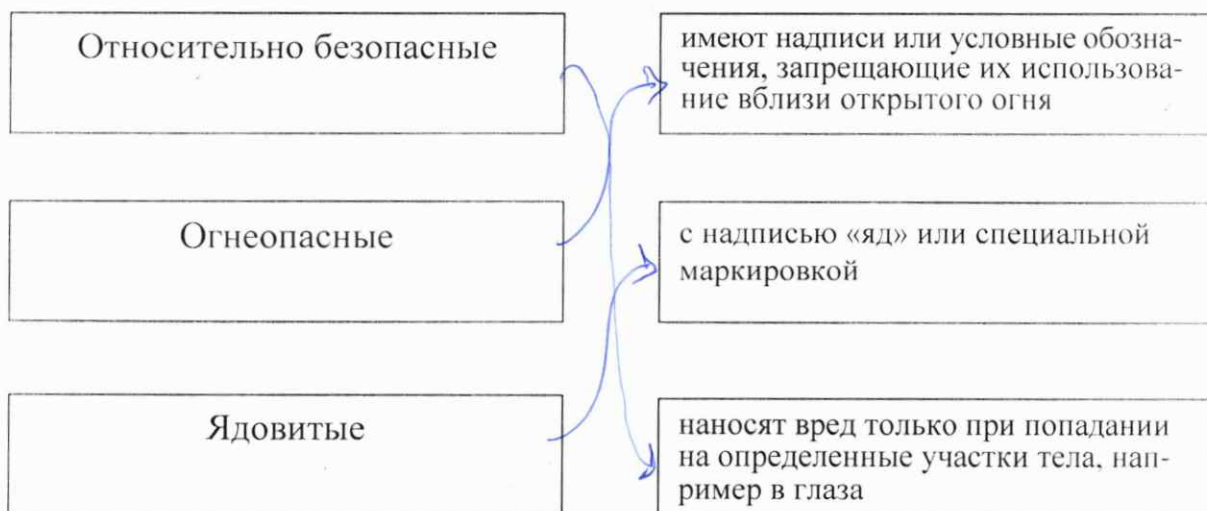 Относительно безопасные
имеют надписи или условные обозна-
чения, запрещающие их использова-
ние вблизи открытого огня
Огнеопасные
с надписью «яд» или специальной
маркировкой
Ядовитые
наносят вред только при попадании
на определенные участки тела, нап-
ример в глаза